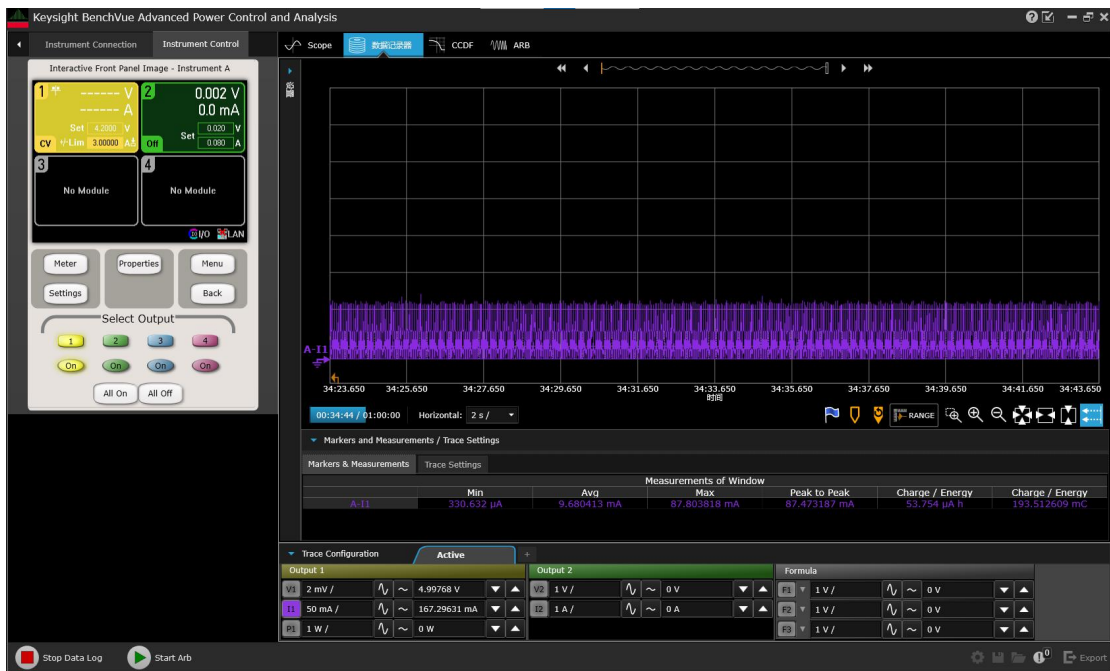 Keysight BenchVue Advanced Power Control and Analysis
Instrument Connection
Instrument Control
Scope
数据记录器
CCDF
ARB
Interactive Front Panel Image - Instrument A
1 ------ V
------ A
Set 4.2000 V
CV +/-Lim 3.00000 A
2 0.002 V
0.0 mA
Set 0.020 V
0.080 A
Off
3
No Module
4
No Module
I/O LAN
Meter
Properties
Menu
Settings
Back
Select Output
1 2 3 4
On On On On
All On
All Off
A-I1
34:23.650 34:25.650 34:27.650 34:29.650 34:31.650 34:33.650 34:35.650 34:37.650 34:39.650 34:41.650 34:43.650
时间
00:34:44 / 01:00:00
Horizontal: 2 s /
RANGE
Markers and Measurements / Trace Settings
Markers & Measurements
Trace Settings
Measurements of Window
Min Avg Max Peak to Peak Charge / Energy Charge / Energy
A-I1 330.632 µA 9.680413 mA 87.803818 mA 87.473187 mA 53.754 µA h 193.512609 mC
Trace Configuration
Active
+
Output 1
V1 2 mV / 4.99768 V
I1 50 mA / 167.29631 mA
P1 1 W / 0 W
Output 2
V2 1 V / 0 V
I2 1 A / 0 A
Formula
F1 1 V / 0 V
F2 1 V / 0 V
F3 1 V / 0 V
Stop Data Log
Start Arb
0
Export